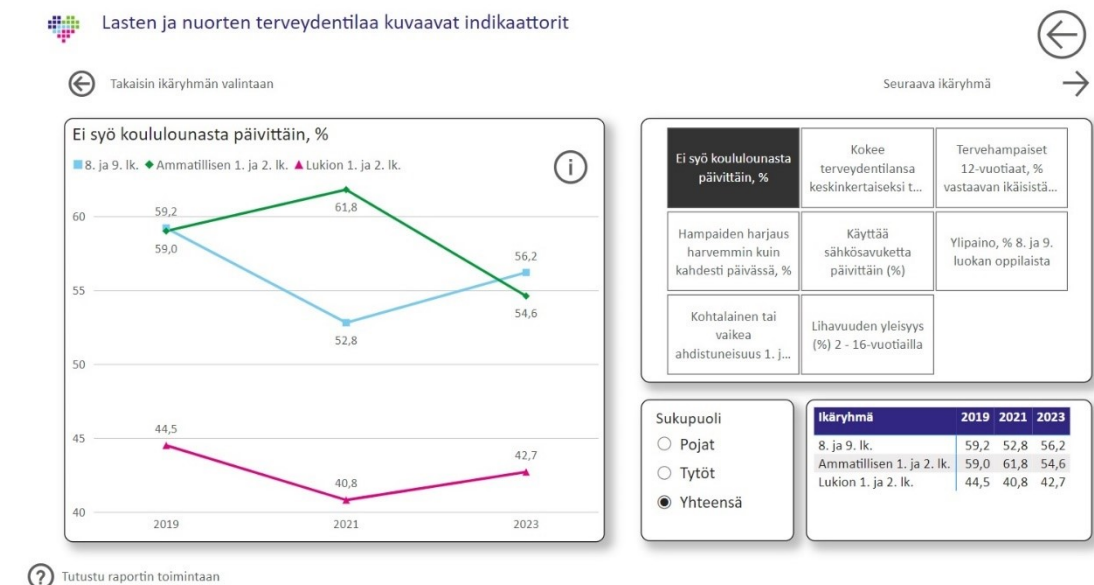 Lasten ja nuorten terveydentilaa kuvaavat indikaattorit
Takaisin ikäryhmän valintaan
Seuraava ikäryhmä
Ei syö koululounasta päivittäin, %
8. ja 9. lk. Ammatillisen 1. ja 2. lk. Lukion 1. ja 2. lk.
i
60
55
50
45
40
59,2
59,0
61,8
52,8
56,2
54,6
44,5
40,8
42,7
2019 2021 2023
Ei syö koululounasta
päivittäin, %
Kokee
terveydentilansa
keskinkertaiseksi t...
Tervehampaiset
12-vuotiaat, %
vastaavan ikäisistä...
Hampaiden harjaus
harvemmin kuin
kahdesti päivässä, %
Käyttää
sähkösavuketta
päivittäin (%)
Ylipaino, % 8. ja 9.
luokan oppilaista
Kohtalainen tai
vaikea
ahdistuneisuus 1. j...
Lihavuuden yleisyys
(%) 2 - 16-vuotiailla
Sukupuoli
Pojat
Tytöt
Yhteensä
Ikäryhmä 2019 2021 2023
8. ja 9. lk. 59,2 52,8 56,2
Ammatillisen 1. ja 2. lk. 59,0 61,8 54,6
Lukion 1. ja 2. lk. 44,5 40,8 42,7
? Tutustu raportin toimintaan